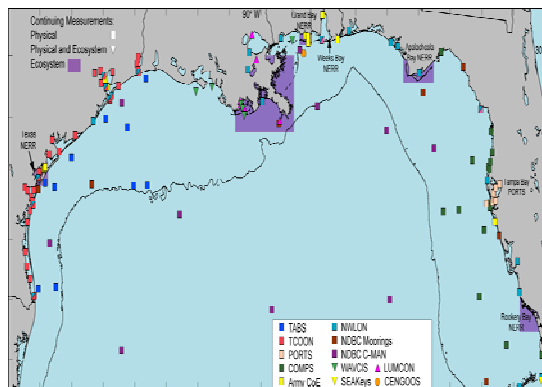 Continuing Measurements:
Physical
Physical and Ecosystem
Ecosystem
90° W
Grand Bay
NERR
Weeks Bay
NERR
Apalachicola
Bay NERR
30
Texas
NERR
Tampa Bay
PORTS
Rookery Bay
NERR
TABS
TCOON
PORTS
COMPS
Army CoE
NWLON
NDBC Moorings
NDBC C-MAN
WAVCIS
LUMCON
SEAKeys
CENGOCS